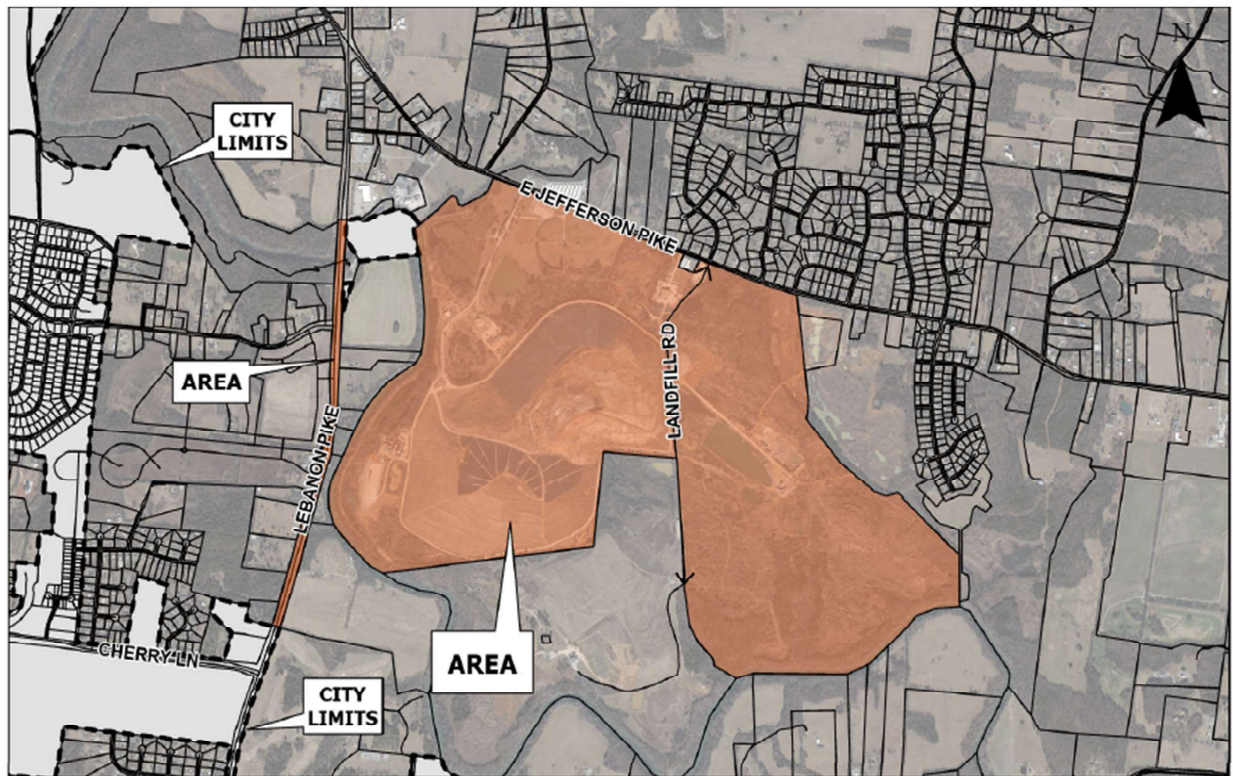 N
CITY
LIMITS
E JEFFERSON PIKE
AREA
LANDFILL RD
LEBANON PIKE
AREA
CHERRY LN
CITY
LIMITS